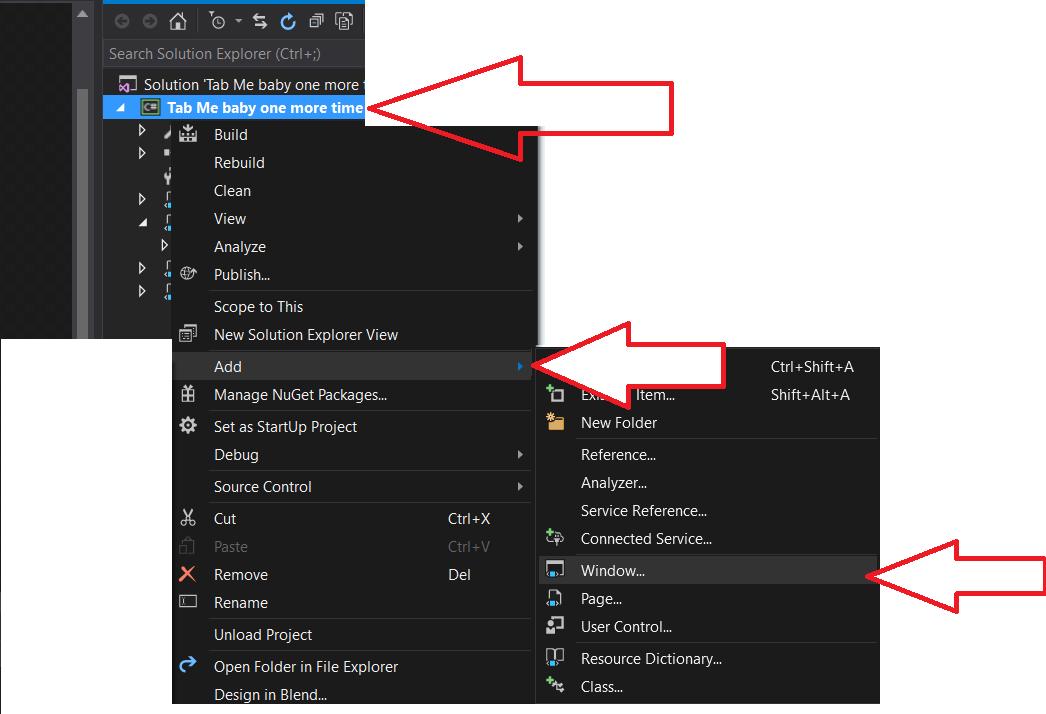 Search Solution Explorer (Ctrl+;)
Solution 'Tab Me baby one more
C# Tab Me baby one more time
Build
Rebuild
Clean
View
Analyze
Publish...
Scope to This
New Solution Explorer View
Add
Manage NuGet Packages...
Set as StartUp Project
Debug
Source Control
Cut Ctrl+X
Paste Ctrl+V
Remove Del
Rename
Unload Project
Open Folder in File Explorer
Design in Blend...
Ctrl+Shift+A
Item... Shift+Alt+A
New Folder
Reference...
Analyzer...
Service Reference...
Connected Service...
Window...
Page...
User Control...
Resource Dictionary...
Class...